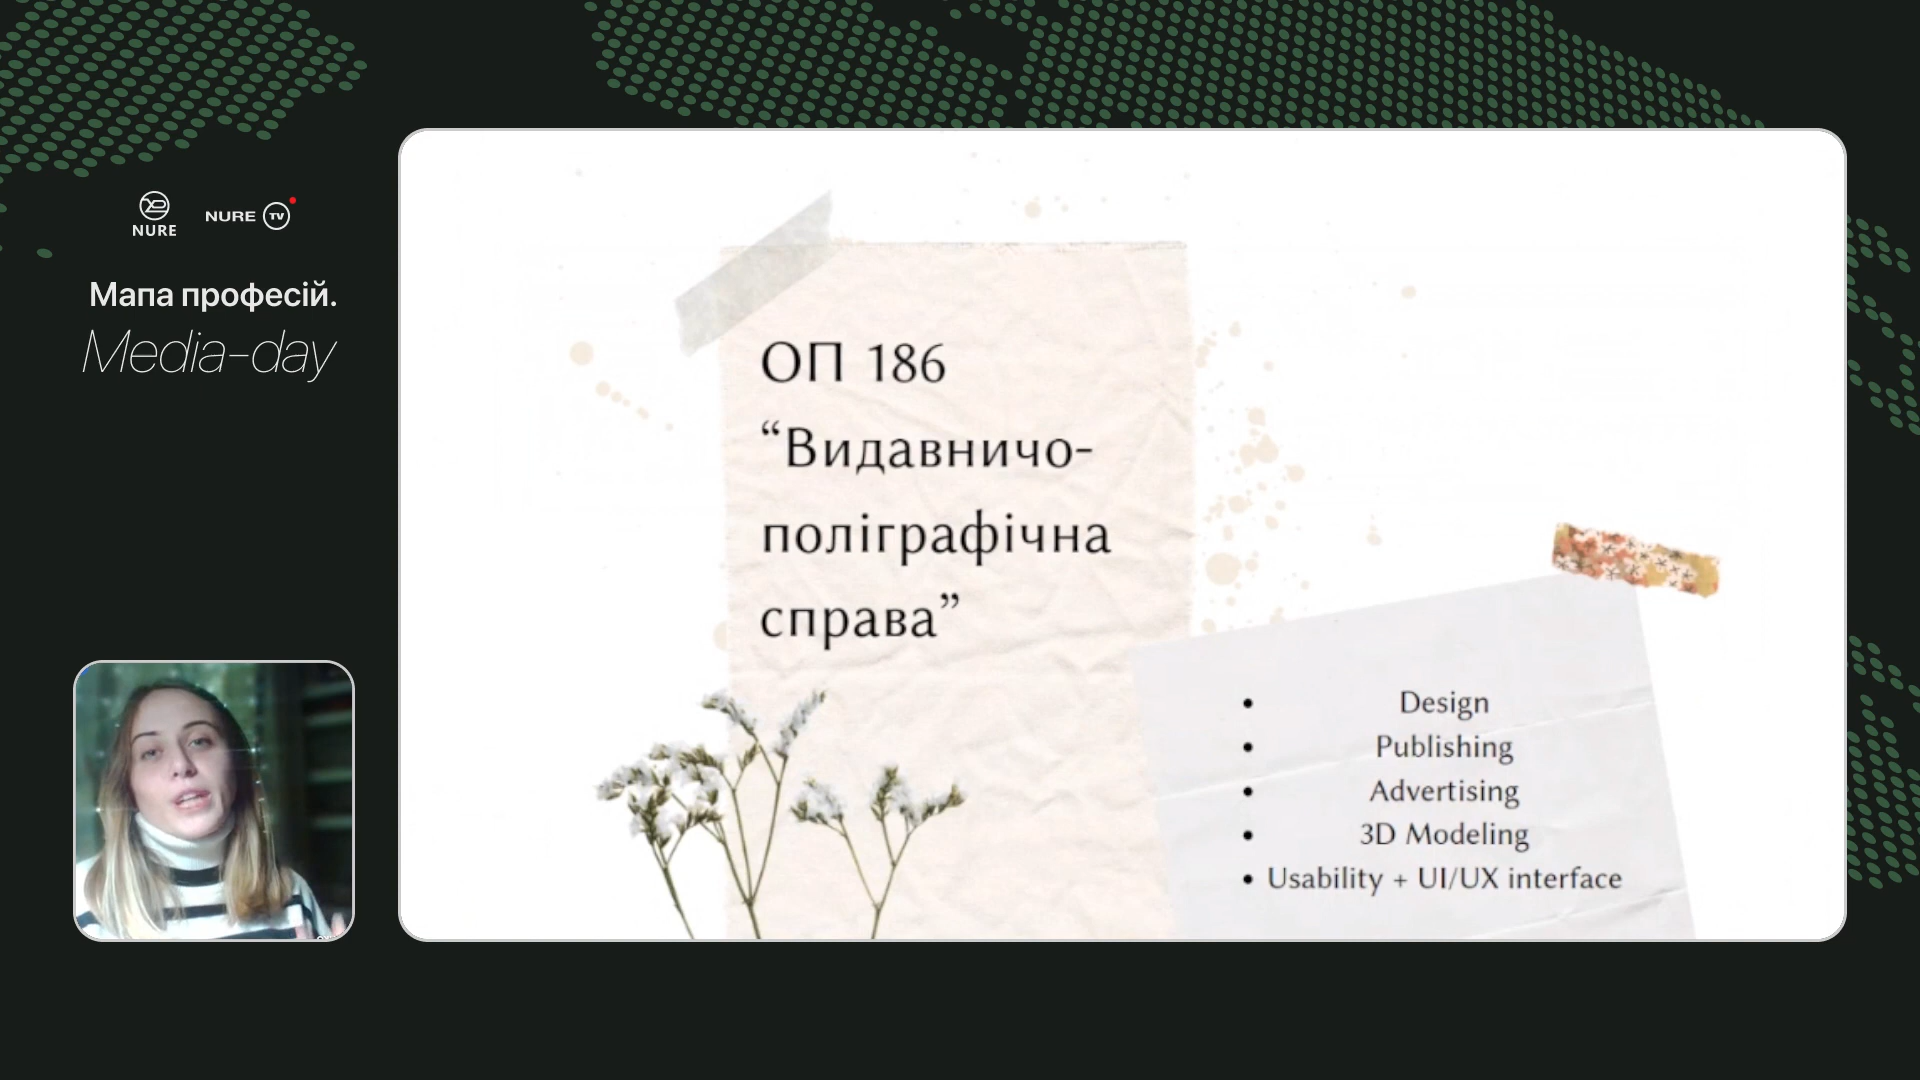 NURE
NURE TV
Мапа професій.
Media-day
ОП 186
“Видавничо-
поліграфічна
справа”
• Design
• Publishing
• Advertising
• 3D Modeling
• Usability + UI/UX interface